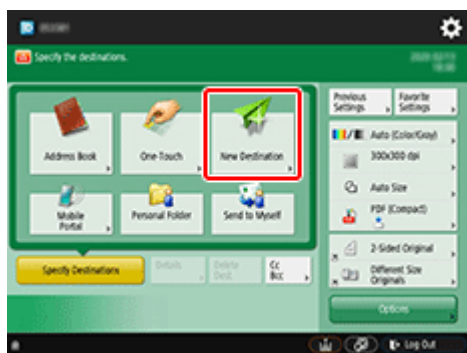 Specify the destinations.
Previous
Settings
Favorite
Settings
Address Book
One-Touch
New Destination
Mobile
Portal
Personal Folder
Send to Myself
Auto (Color/Gray)
300x300 dpi
Auto Size
PDF (Compact)
2-Sided Original
Different Size
Originals
Specify Destinations
Details
Delete
Dest.
Cc
Bcc
Options
Log Out